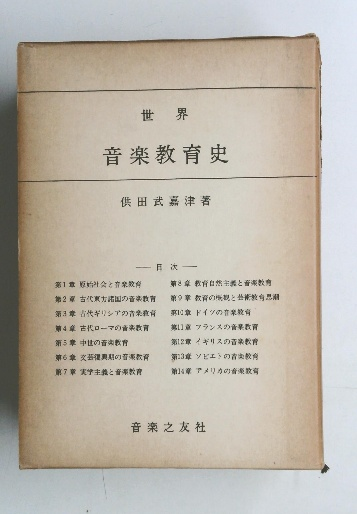 世界
音楽教育史
供田武嘉津著
目次
第1章 原始社会と音楽教育
第2章 古代東方諸国の音楽教育
第3章 古代ギリシアの音楽教育
第4章 古代ローマの音楽教育
第5章 中世の音楽教育
第6章 文芸復興期の音楽教育
第7章 実学主義と音楽教育
第8章 教育自然主義と音楽教育
第9章 教育の機構と芸術教育思潮
第10章 ドイツの音楽教育
第11章 フランスの音楽教育
第12章 イギリスの音楽教育
第13章 ソビエトの音楽教育
第14章 アメリカの音楽教育
音楽之友社